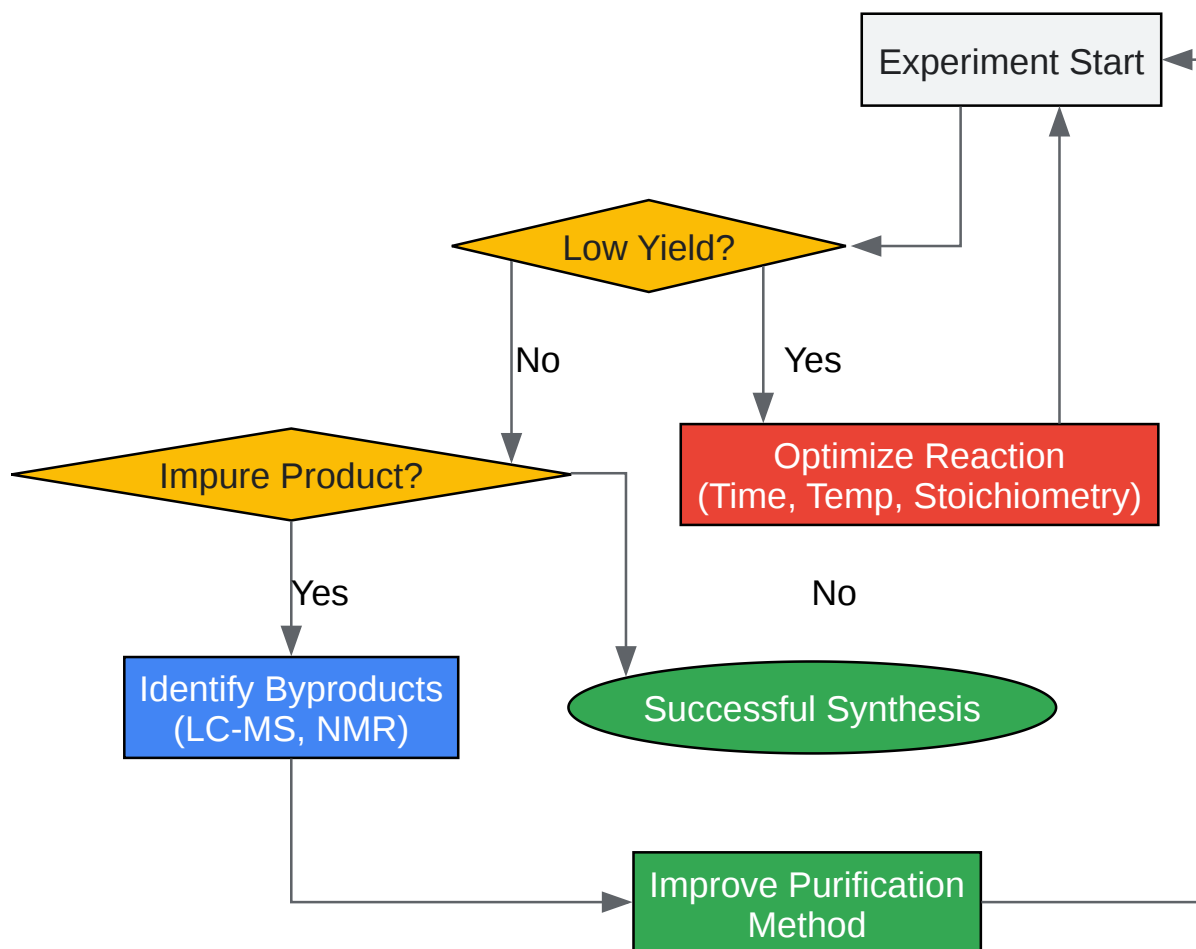 Experiment Start
Low Yield?
No
Yes
Optimize Reaction
(Time, Temp, Stoichiometry)
Impure Product?
Yes
No
Identify Byproducts
(LC-MS, NMR)
Successful Synthesis
Improve Purification
Method